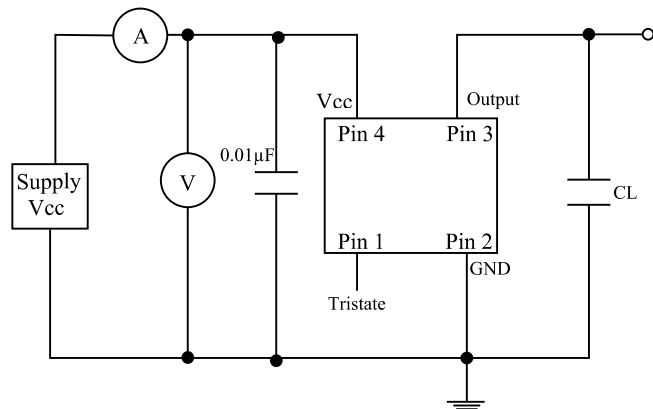 A
Vcc
Output
Pin 4
Pin 3
0.01µF
Supply
Vcc
V
CL
Pin 1
Pin 2
GND
Tristate